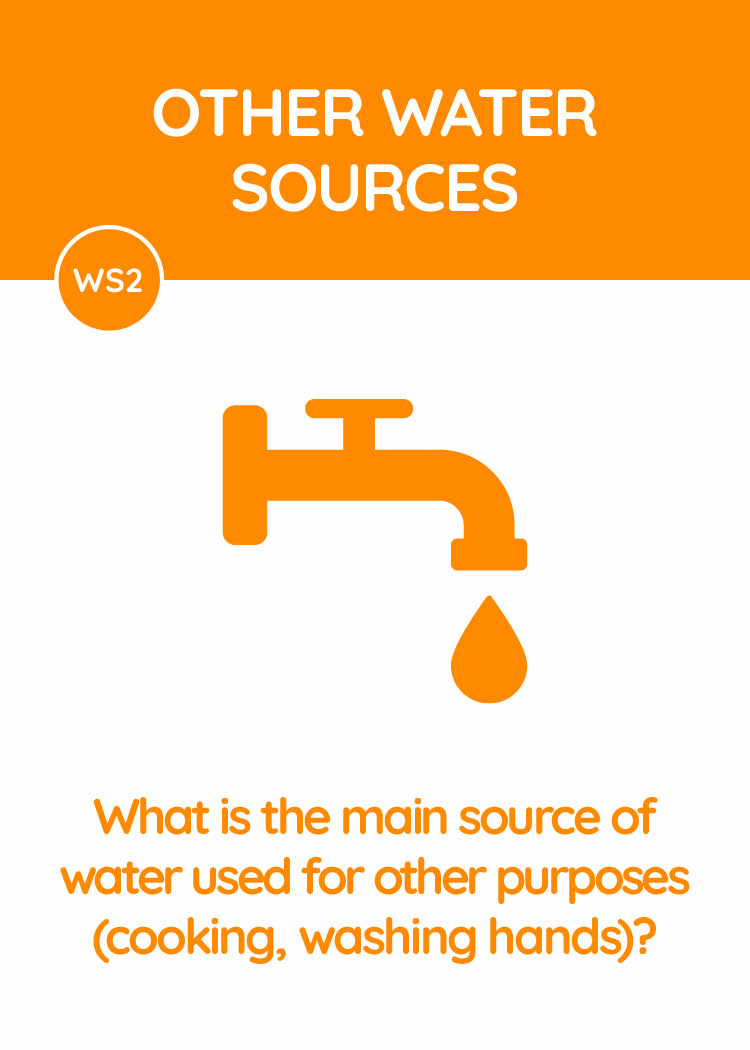 OTHER WATER
SOURCES
WS2
What is the main source of
water used for other purposes
(cooking, washing hands)?